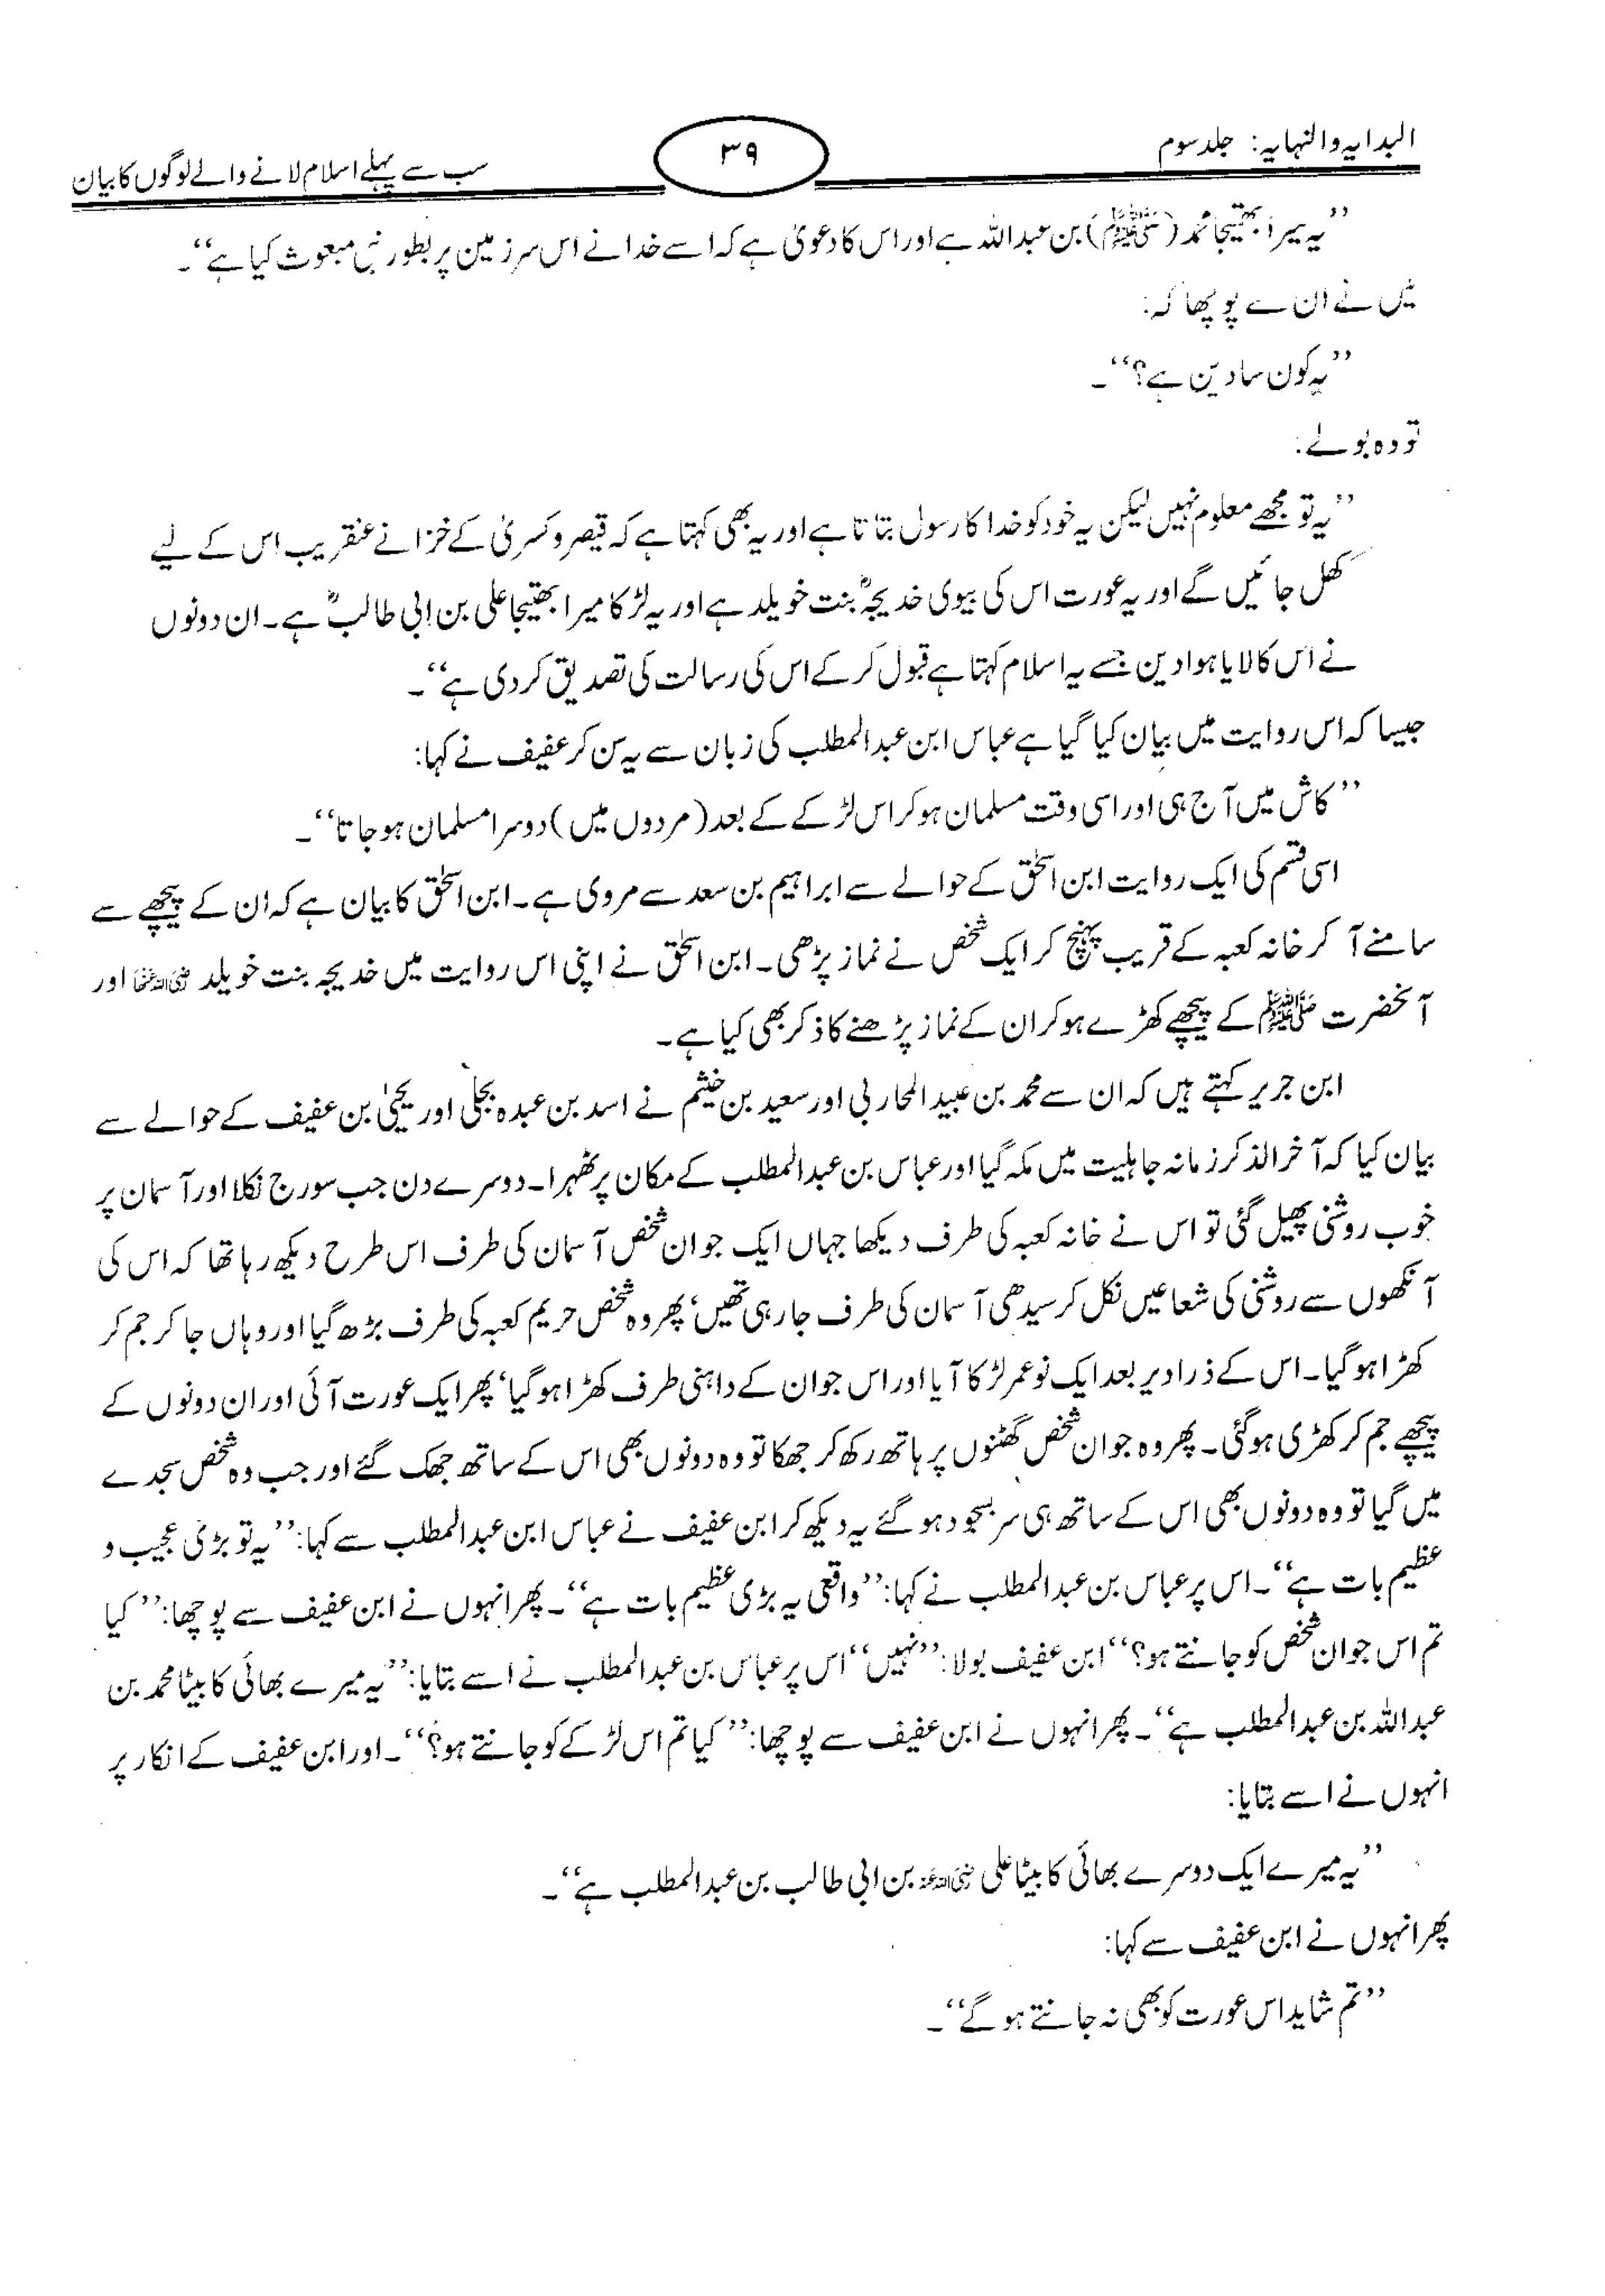 البدایہ والنہایہ: جلد سوم
۳۹
سب سے پہلے اسلام لانے والے لوگوں کا بیان
’’یہ میرا بھتیجا محمد (ﷺ) بن عبداللہ ہے اور اس کا دعویٰ ہے کہ اسے خدا نے اس سرزمین پر بطور نبی مبعوث کیا ہے‘‘۔
میں نے ان سے پوچھا کہ:
’’یہ کون سا دین ہے؟‘‘۔
تو وہ بولے:
’’یہ تو مجھے معلوم نہیں لیکن یہ خود کو خدا کا رسول بتاتا ہے اور یہ بھی کہتا ہے کہ قیصر و کسریٰ کے خزانے عنقریب اس کے لیے
کھل جائیں گے اور یہ عورت اس کی بیوی خدیجہؓ بنت خویلد ہے اور یہ لڑکا میرا بھتیجا علی بن ابی طالبؓ ہے۔ ان دونوں
نے اس کا لایا ہوا دین جسے یہ اسلام کہتا ہے قبول کر کے اس کی رسالت کی تصدیق کر دی ہے‘‘۔
جیسا کہ اس روایت میں بیان کیا گیا ہے عباس ابن عبدالمطلب کی زبان سے یہ سن کر عفیف نے کہا:
’’کاش میں آج ہی اور اسی وقت مسلمان ہو کر اس لڑکے کے بعد (مردوں میں) دوسرا مسلمان ہو جاتا‘‘۔
اسی قسم کی ایک روایت ابن اسحٰق کے حوالے سے ابراہیم بن سعد سے مروی ہے۔ ابن اسحٰق کا بیان ہے کہ ان کے پیچھے سے
سامنے آ کر خانہ کعبہ کے قریب پہنچ کر ایک شخص نے نماز پڑھی۔ ابن اسحٰق نے اپنی اس روایت میں خدیجہ بنت خویلد رضی اللہ عنہا اور
آنحضرت ﷺ کے پیچھے کھڑے ہو کر ان کے نماز پڑھنے کا ذکر بھی کیا ہے۔
ابن جریر کہتے ہیں کہ ان سے محمد بن عبید المحاربی اور سعید بن خثیم نے اسد بن عبدہ بجلی اور یحییٰ بن عفیف کے حوالے سے
بیان کیا کہ آخر الذکر زمانہ جاہلیت میں مکہ گیا اور عباس بن عبدالمطلب کے مکان پر ٹھہرا۔ دوسرے دن جب سورج نکلا اور آسمان پر
خوب روشنی پھیل گئی تو اس نے خانہ کعبہ کی طرف دیکھا جہاں ایک جوان شخص آسمان کی طرف اس طرح دیکھ رہا تھا کہ اس کی
آنکھوں سے روشنی کی شعاعیں نکل کر سیدھی آسمان کی طرف جا رہی تھیں‘ پھر وہ شخص حریم کعبہ کی طرف بڑھ گیا اور وہاں جا کر جم کر
کھڑا ہو گیا۔ اس کے ذرا دیر بعد ایک نو عمر لڑکا آیا اور اس جوان کے داہنی طرف کھڑا ہو گیا‘ پھر ایک عورت آئی اور ان دونوں کے
پیچھے جم کر کھڑی ہو گئی۔ پھر وہ جوان شخص گھٹنوں پر ہاتھ رکھ کر جھکا تو وہ دونوں بھی اس کے ساتھ جھک گئے اور جب وہ شخص سجدے
میں گیا تو وہ دونوں بھی اس کے ساتھ ہی سر بسجود ہو گئے یہ دیکھ کر ابن عفیف نے عباس ابن عبدالمطلب سے کہا: ’’یہ تو بڑی عجیب و
عظیم بات ہے‘‘۔ اس پر عباس بن عبدالمطلب نے کہا: ’’واقعی یہ بڑی عظیم بات ہے‘‘۔ پھر انہوں نے ابن عفیف سے پوچھا: ’’کیا
تم اس جوان شخص کو جانتے ہو؟‘‘ ابن عفیف بولا: ’’نہیں‘‘ اس پر عباس بن عبدالمطلب نے اسے بتایا: ’’یہ میرے بھائی کا بیٹا محمد بن
عبداللہ بن عبدالمطلب ہے‘‘۔ پھر انہوں نے ابن عفیف سے پوچھا: ’’کیا تم اس لڑکے کو جانتے ہو؟‘‘۔ اور ابن عفیف کے انکار پر
انہوں نے اسے بتایا:
’’یہ میرے ایک دوسرے بھائی کا بیٹا علی رضی اللہ عنہ بن ابی طالب بن عبدالمطلب ہے‘‘۔
پھر انہوں نے ابن عفیف سے کہا:
’’تم شاید اس عورت کو بھی نہ جانتے ہو گے‘‘۔